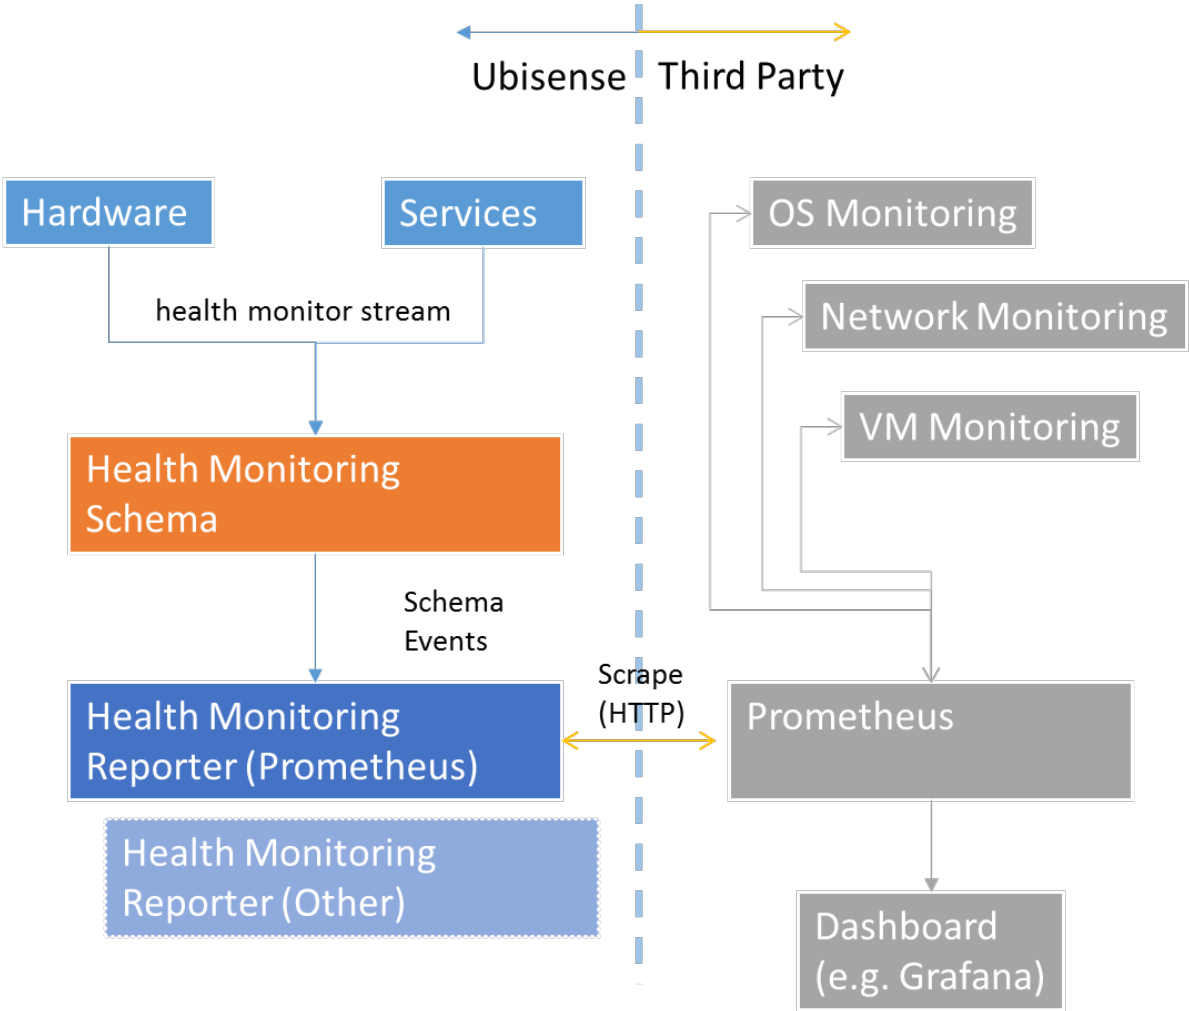 Ubisense
Third Party
Hardware
Services
OS Monitoring
health monitor stream
Network Monitoring
VM Monitoring
Health Monitoring
Schema
Schema
Events
Scrape
(HTTP)
Health Monitoring
Reporter (Prometheus)
Prometheus
Health Monitoring
Reporter (Other)
Dashboard
(e.g. Grafana)